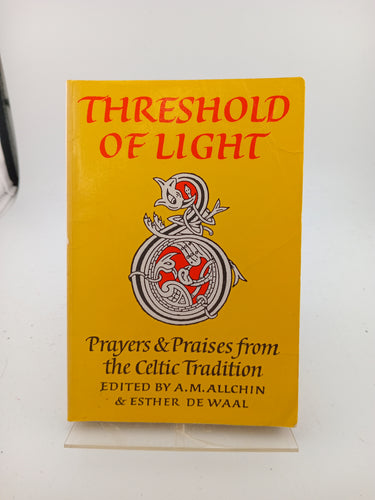 THRESHOLD
OF LIGHT
Prayers & Praises from
the Celtic Tradition
EDITED BY A.M. ALLCHIN
& ESTHER DE WAAL